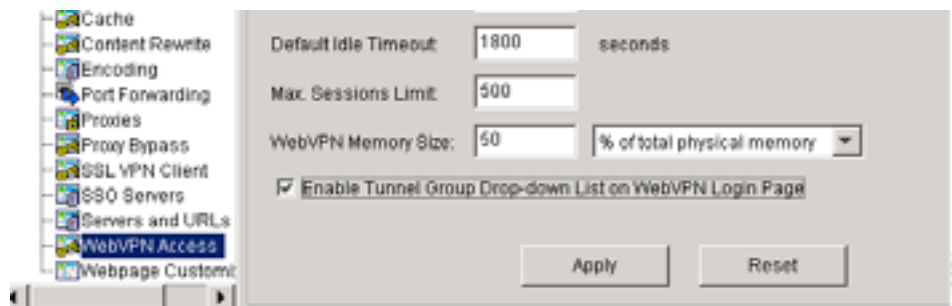 Cache
Content Rewrite
Encoding
Port Forwarding
Proxies
Proxy Bypass
SSL VPN Client
SSO Servers
Servers and URLs
WebVPN Access
Webpage Customiz
Default Idle Timeout: 1800 seconds
Max. Sessions Limit: 500
WebVPN Memory Size: 50 % of total physical memory
Enable Tunnel Group Drop-down List on WebVPN Login Page
Apply Reset